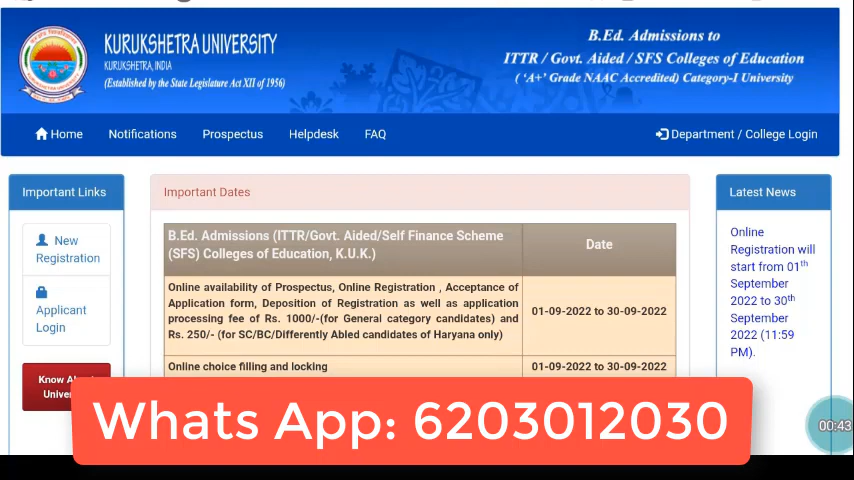 KURUKSHETRA UNIVERSITY
KURUKSHETRA, INDIA
(Established by the State Legislature Act XII of 1956)
B.Ed. Admissions to
ITTR / Govt. Aided / SFS Colleges of Education
( ‘A+’ Grade NAAC Accredited) Category-I University
Home Notifications Prospectus Helpdesk FAQ Department / College Login
Important Links
New
Registration
Applicant
Login
Know
Univer
Important Dates
B.Ed. Admissions (ITTR/Govt. Aided/Self Finance Scheme
(SFS) Colleges of Education, K.U.K.)
Date
Online availability of Prospectus, Online Registration , Acceptance of
Application form, Deposition of Registration as well as application
processing fee of Rs. 1000/-(for General category candidates) and
Rs. 250/- (for SC/BC/Differently Abled candidates of Haryana only)
01-09-2022 to 30-09-2022
Online choice filling and locking
01-09-2022 to 30-09-2022
Latest News
Online
Registration will
start from 01th
September
2022 to 30th
September
2022 (11:59
PM).
Whats App: 6203012030
00:43